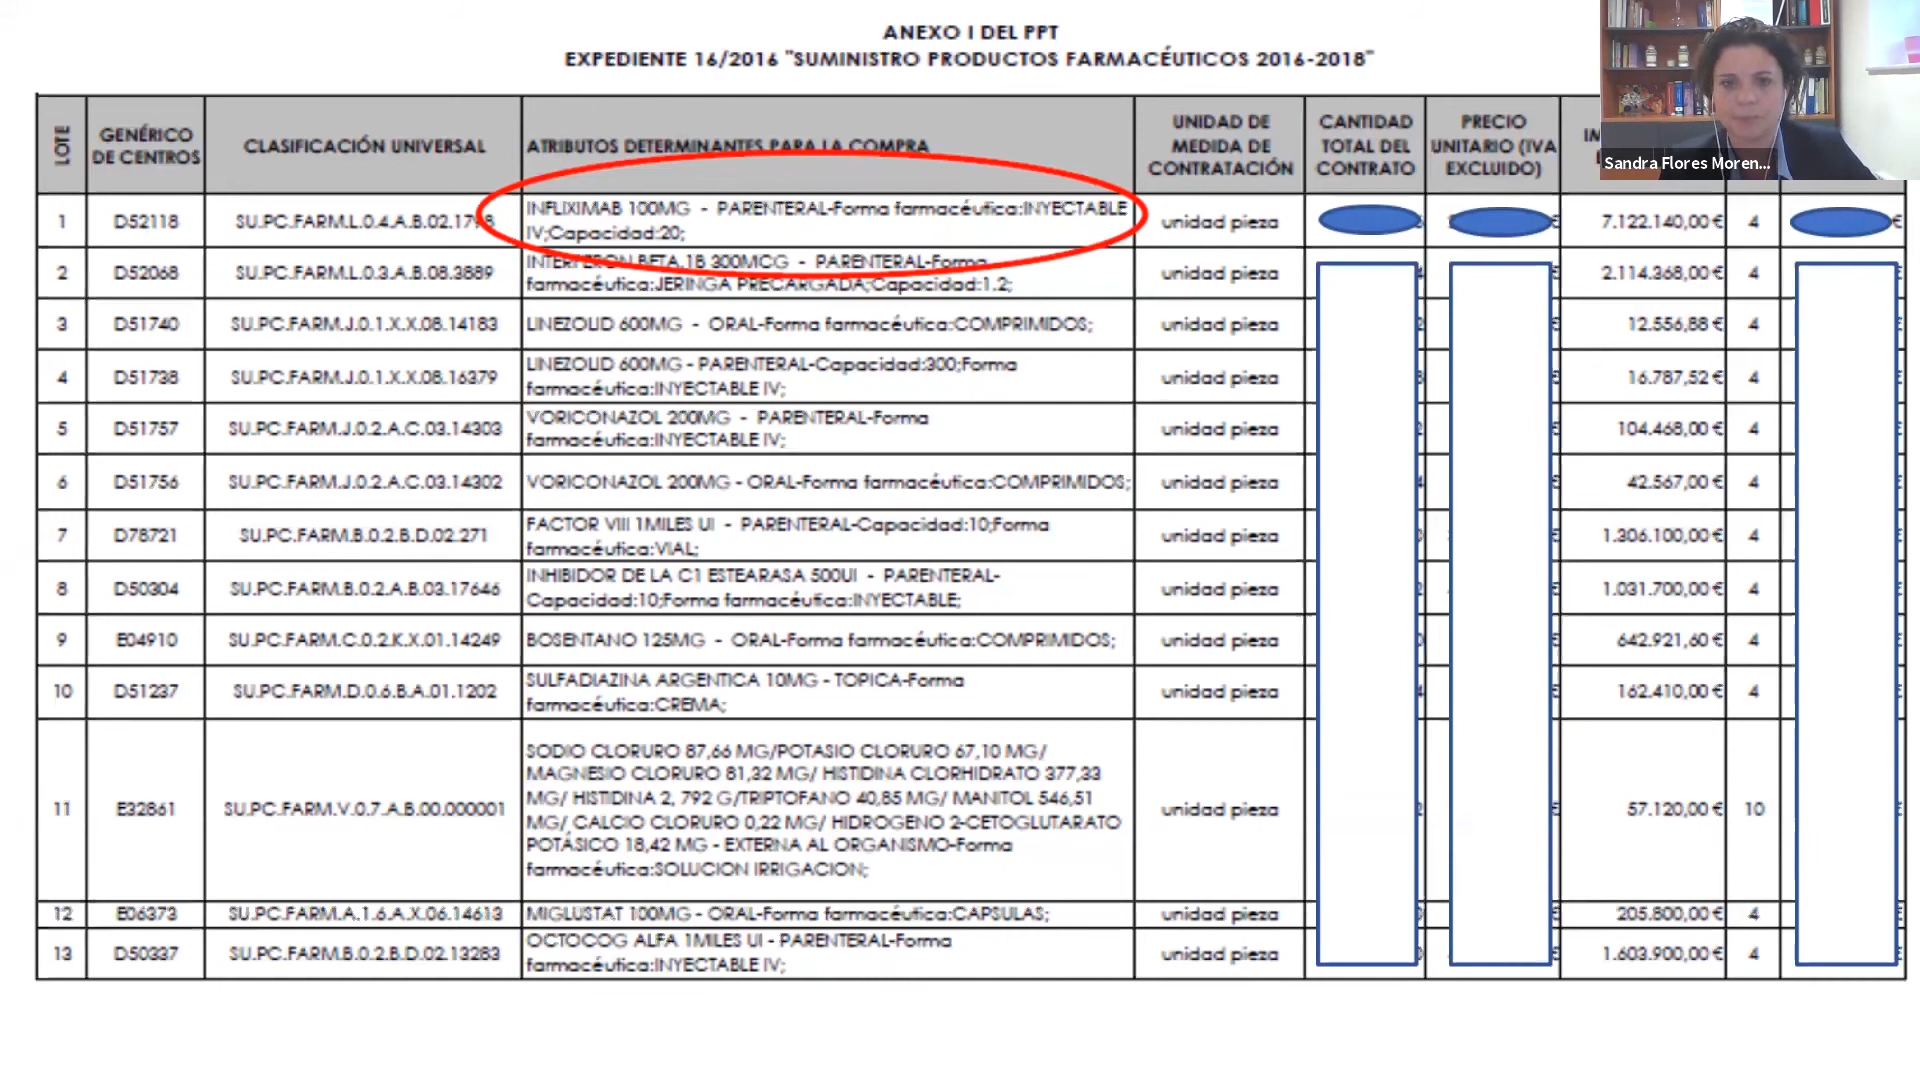 ANEXO I DEL PPT
EXPEDIENTE 16/2016 "SUMINISTRO PRODUCTOS FARMACÉUTICOS 2016-2018"
Sandra Flores Moren...
LOTE
GENÉRICO
DE CENTROS
CLASIFICACIÓN UNIVERSAL
ATRIBUTOS DETERMINANTES PARA LA COMPRA
UNIDAD DE
MEDIDA DE
CONTRATACIÓN
CANTIDAD
TOTAL DEL
CONTRATO
PRECIO
UNITARIO (IVA
EXCLUIDO)
1 D52118 SU.PC.FARM.L.0.4.A.B.02.1798 INFLIXIMAB 100MG - PARENTERAL-Forma farmacéutica:INYECTABLE
IV;Capacidad:20; unidad pieza € 7.122.140,00 € 4 €
2 D52068 SU.PC.FARM.L.0.3.A.B.08.3889 INTERFERON BETA.1B 300MCG - PARENTERAL-Forma
farmacéutica:JERINGA PRECARGADA;Capacidad:1.2; unidad pieza € 2.114.368,00 € 4 €
3 D51740 SU.PC.FARM.J.0.1.X.X.08.14183 LINEZOLID 600MG - ORAL-Forma farmacéutica:COMPRIMIDOS; unidad pieza € 12.556,88 € 4 €
4 D51738 SU.PC.FARM.J.0.1.X.X.08.16379 LINEZOLID 600MG - PARENTERAL-Capacidad:300;Forma
farmacéutica:INYECTABLE IV; unidad pieza € 16.787,52 € 4 €
5 D51757 SU.PC.FARM.J.0.2.A.C.03.14303 VORICONAZOL 200MG - PARENTERAL-Forma
farmacéutica:INYECTABLE IV; unidad pieza € 104.468,00 € 4 €
6 D51756 SU.PC.FARM.J.0.2.A.C.03.14302 VORICONAZOL 200MG - ORAL-Forma farmacéutica:COMPRIMIDOS; unidad pieza € 42.567,00 € 4 €
7 D78721 SU.PC.FARM.B.0.2.B.D.02.271 FACTOR VIII 1MILES UI - PARENTERAL-Capacidad:10;Forma
farmacéutica:VIAL; unidad pieza € 1.306.100,00 € 4 €
8 D50304 SU.PC.FARM.B.0.2.A.B.03.17646 INHIBIDOR DE LA C1 ESTEARASA 500UI - PARENTERAL-
Capacidad:10;Forma farmacéutica:INYECTABLE; unidad pieza € 1.031.700,00 € 4 €
9 E04910 SU.PC.FARM.C.0.2.K.X.01.14249 BOSENTANO 125MG - ORAL-Forma farmacéutica:COMPRIMIDOS; unidad pieza € 642.921,60 € 4 €
10 D51237 SU.PC.FARM.D.0.6.B.A.01.1202 SULFADIAZINA ARGENTICA 10MG - TOPICA-Forma
farmacéutica:CREMA; unidad pieza € 162.410,00 € 4 €
11 E32861 SU.PC.FARM.V.0.7.A.B.00.000001 SODIO CLORURO 87,66 MG/POTASIO CLORURO 67,10 MG/
MAGNESIO CLORURO 81,32 MG/ HISTIDINA CLORHIDRATO 377,33
MG/ HISTIDINA 2, 792 G/TRIPTOFANO 40,85 MG/ MANITOL 546,51
MG/ CALCIO CLORURO 0,22 MG/ HIDROGENO 2-CETOGLUTARATO
POTÁSICO 18,42 MG - EXTERNA AL ORGANISMO-Forma
farmacéutica:SOLUCION IRRIGACION; unidad pieza € 57.120,00 € 10 €
12 E06373 SU.PC.FARM.A.1.6.A.X.06.14613 MIGLUSTAT 100MG - ORAL-Forma farmacéutica:CAPSULAS; unidad pieza € 205.800,00 € 4 €
13 D50337 SU.PC.FARM.B.0.2.B.D.02.13283 OCTOCOG ALFA 1MILES UI - PARENTERAL-Forma
farmacéutica:INYECTABLE IV; unidad pieza € 1.603.900,00 € 4 €